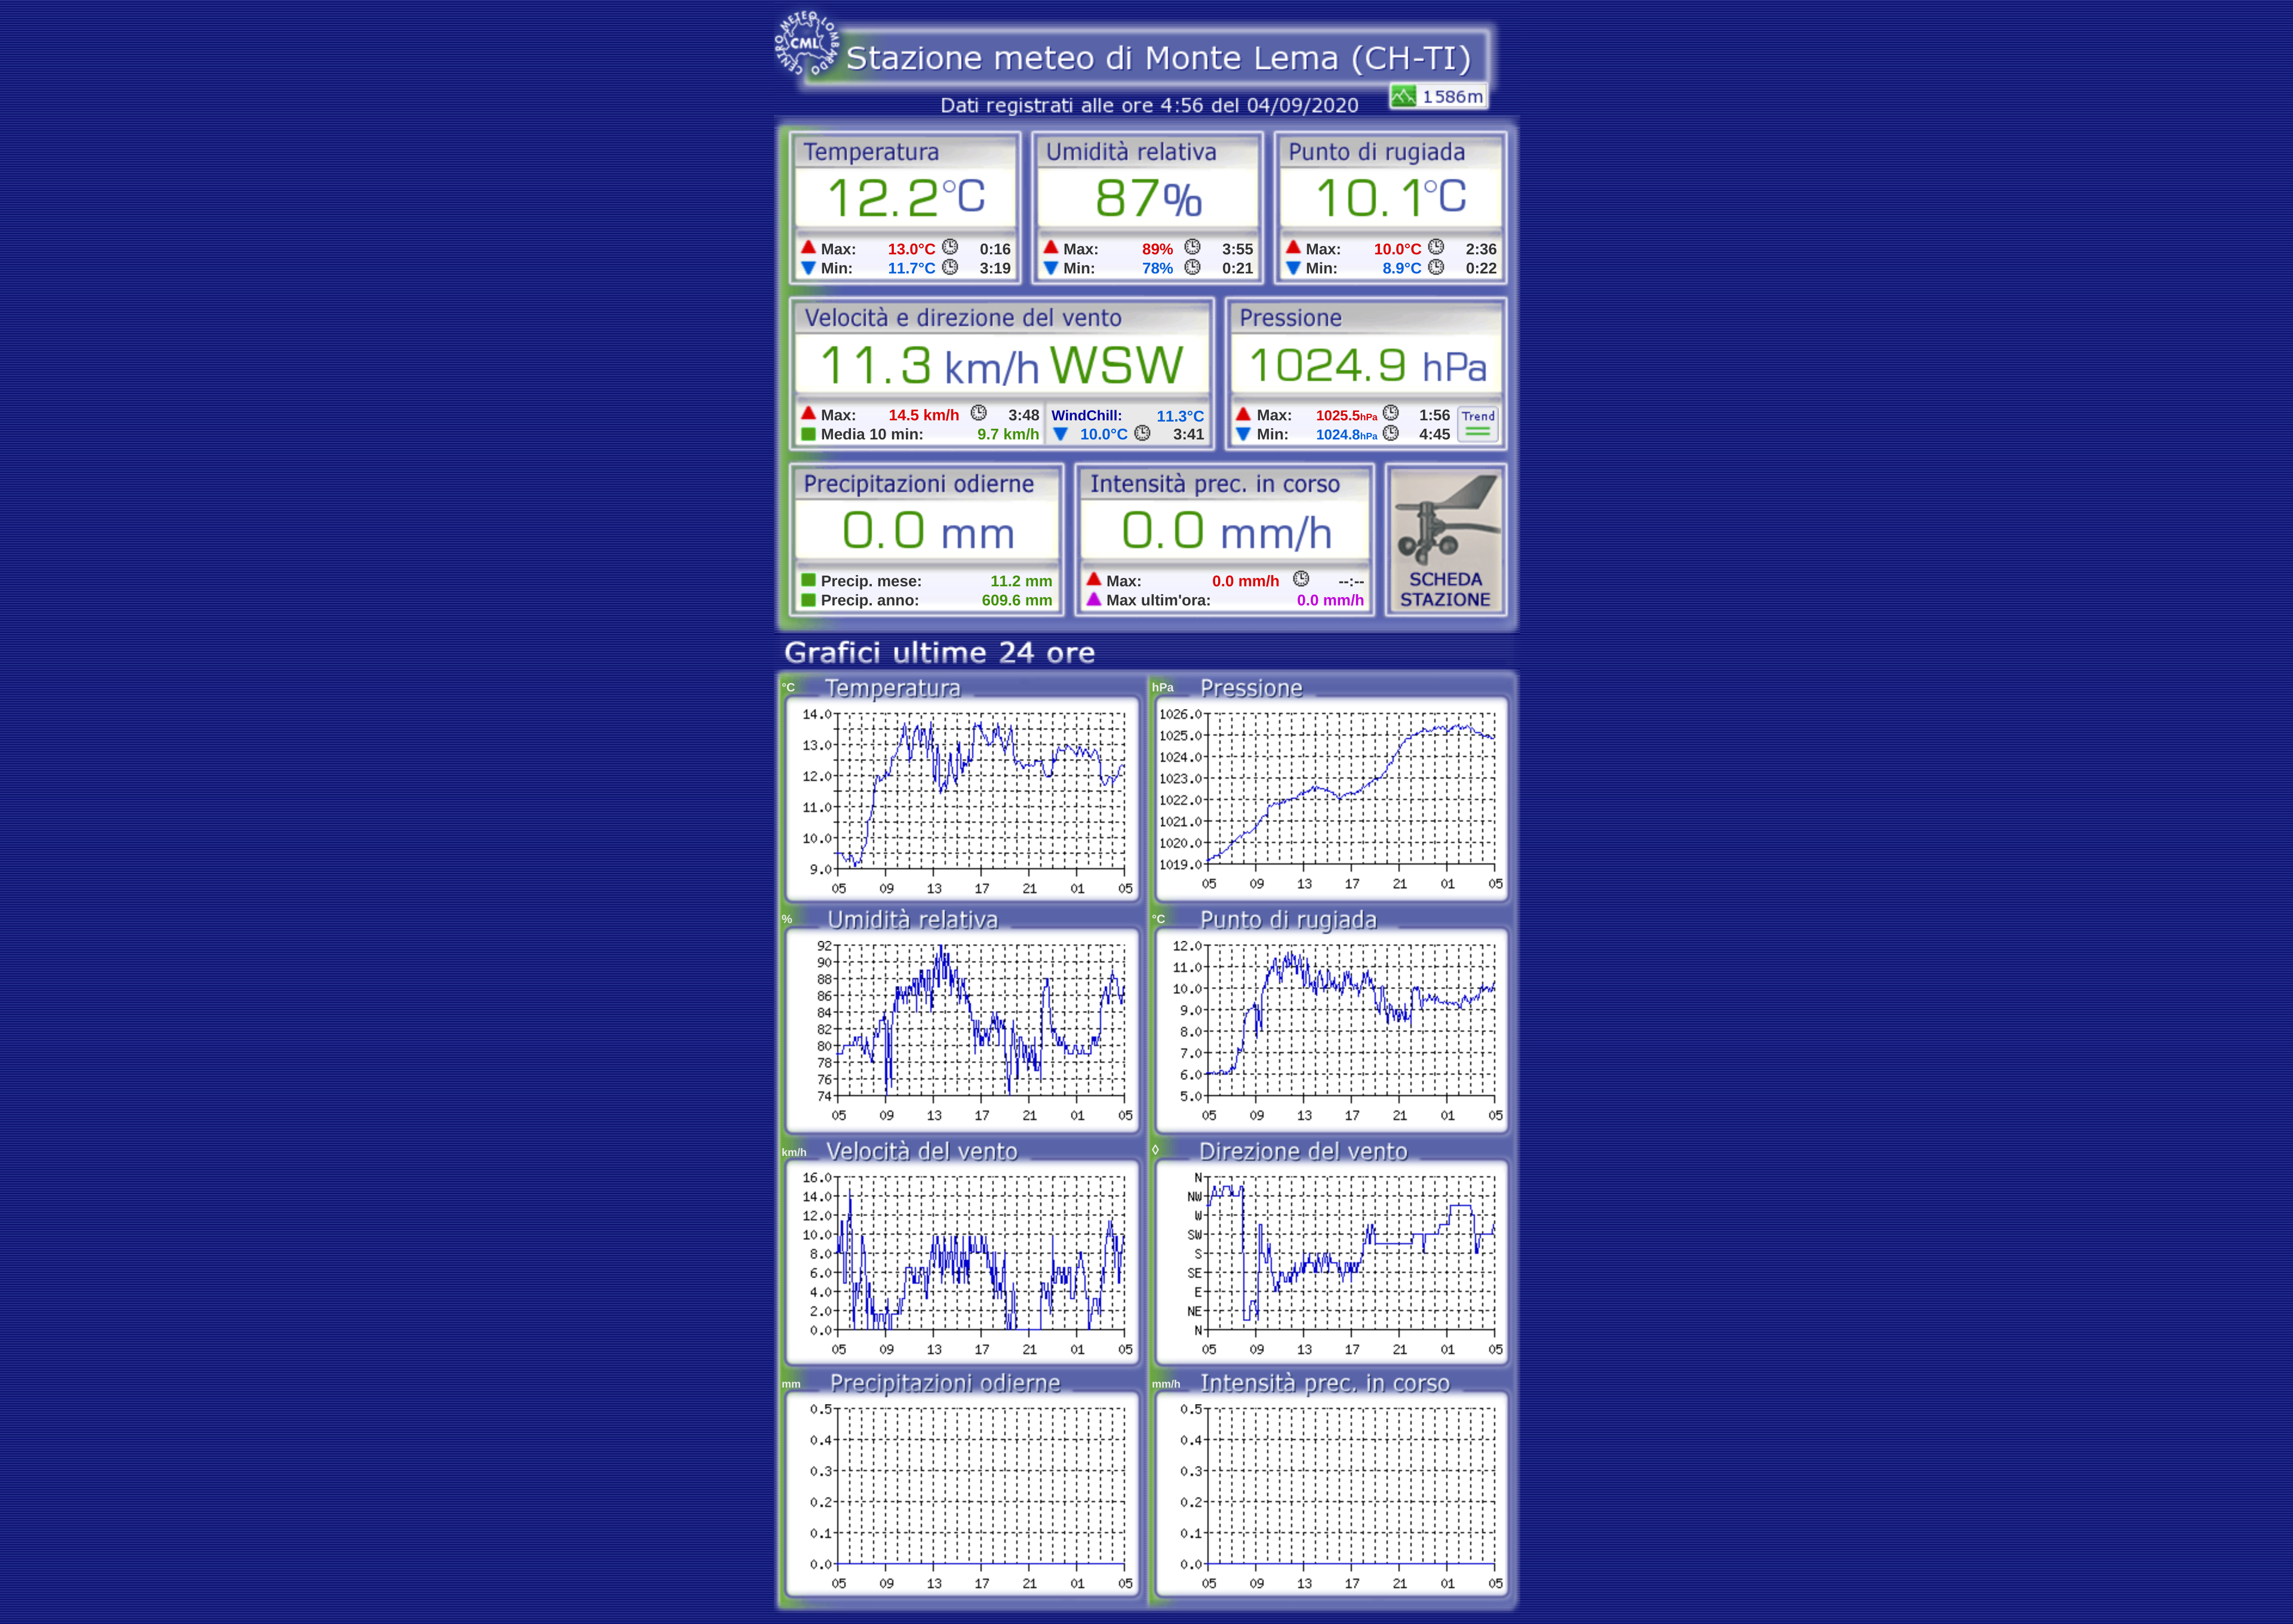 CENTRO METEO LOMBARDO
CML
Stazione meteo di Monte Lema (CH-TI)
1586m
Dati registrati alle ore 4:56 del 04/09/2020
Temperatura
12.2°C
Max: 13.0°C 0:16
Min: 11.7°C 3:19
Umidità relativa
87%
Max: 89% 3:55
Min: 78% 0:21
Punto di rugiada
10.1°C
Max: 10.0°C 2:36
Min: 8.9°C 0:22
Velocità e direzione del vento
11.3 km/h WSW
Max: 14.5 km/h 3:48
Media 10 min: 9.7 km/h
WindChill: 11.3°C
10.0°C 3:41
Pressione
1024.9 hPa
Max: 1025.5hPa 1:56
Min: 1024.8hPa 4:45
Trend
Precipitazioni odierne
0.0 mm
Precip. mese: 11.2 mm
Precip. anno: 609.6 mm
Intensità prec. in corso
0.0 mm/h
Max: 0.0 mm/h --:--
Max ultim'ora: 0.0 mm/h
SCHEDA
STAZIONE
Grafici ultime 24 ore
°C Temperatura
14.0
13.0
12.0
11.0
10.0
9.0
05 09 13 17 21 01 05
hPa Pressione
1026.0
1025.0
1024.0
1023.0
1022.0
1021.0
1020.0
1019.0
05 09 13 17 21 01 05
% Umidità relativa
92
90
88
86
84
82
80
78
76
74
05 09 13 17 21 01 05
°C Punto di rugiada
12.0
11.0
10.0
9.0
8.0
7.0
6.0
5.0
05 09 13 17 21 01 05
km/h Velocità del vento
16.0
14.0
12.0
10.0
8.0
6.0
4.0
2.0
0.0
05 09 13 17 21 01 05
◊ Direzione del vento
N
NW
W
SW
S
SE
E
NE
N
05 09 13 17 21 01 05
mm Precipitazioni odierne
0.5
0.4
0.3
0.2
0.1
0.0
05 09 13 17 21 01 05
mm/h Intensità prec. in corso
0.5
0.4
0.3
0.2
0.1
0.0
05 09 13 17 21 01 05